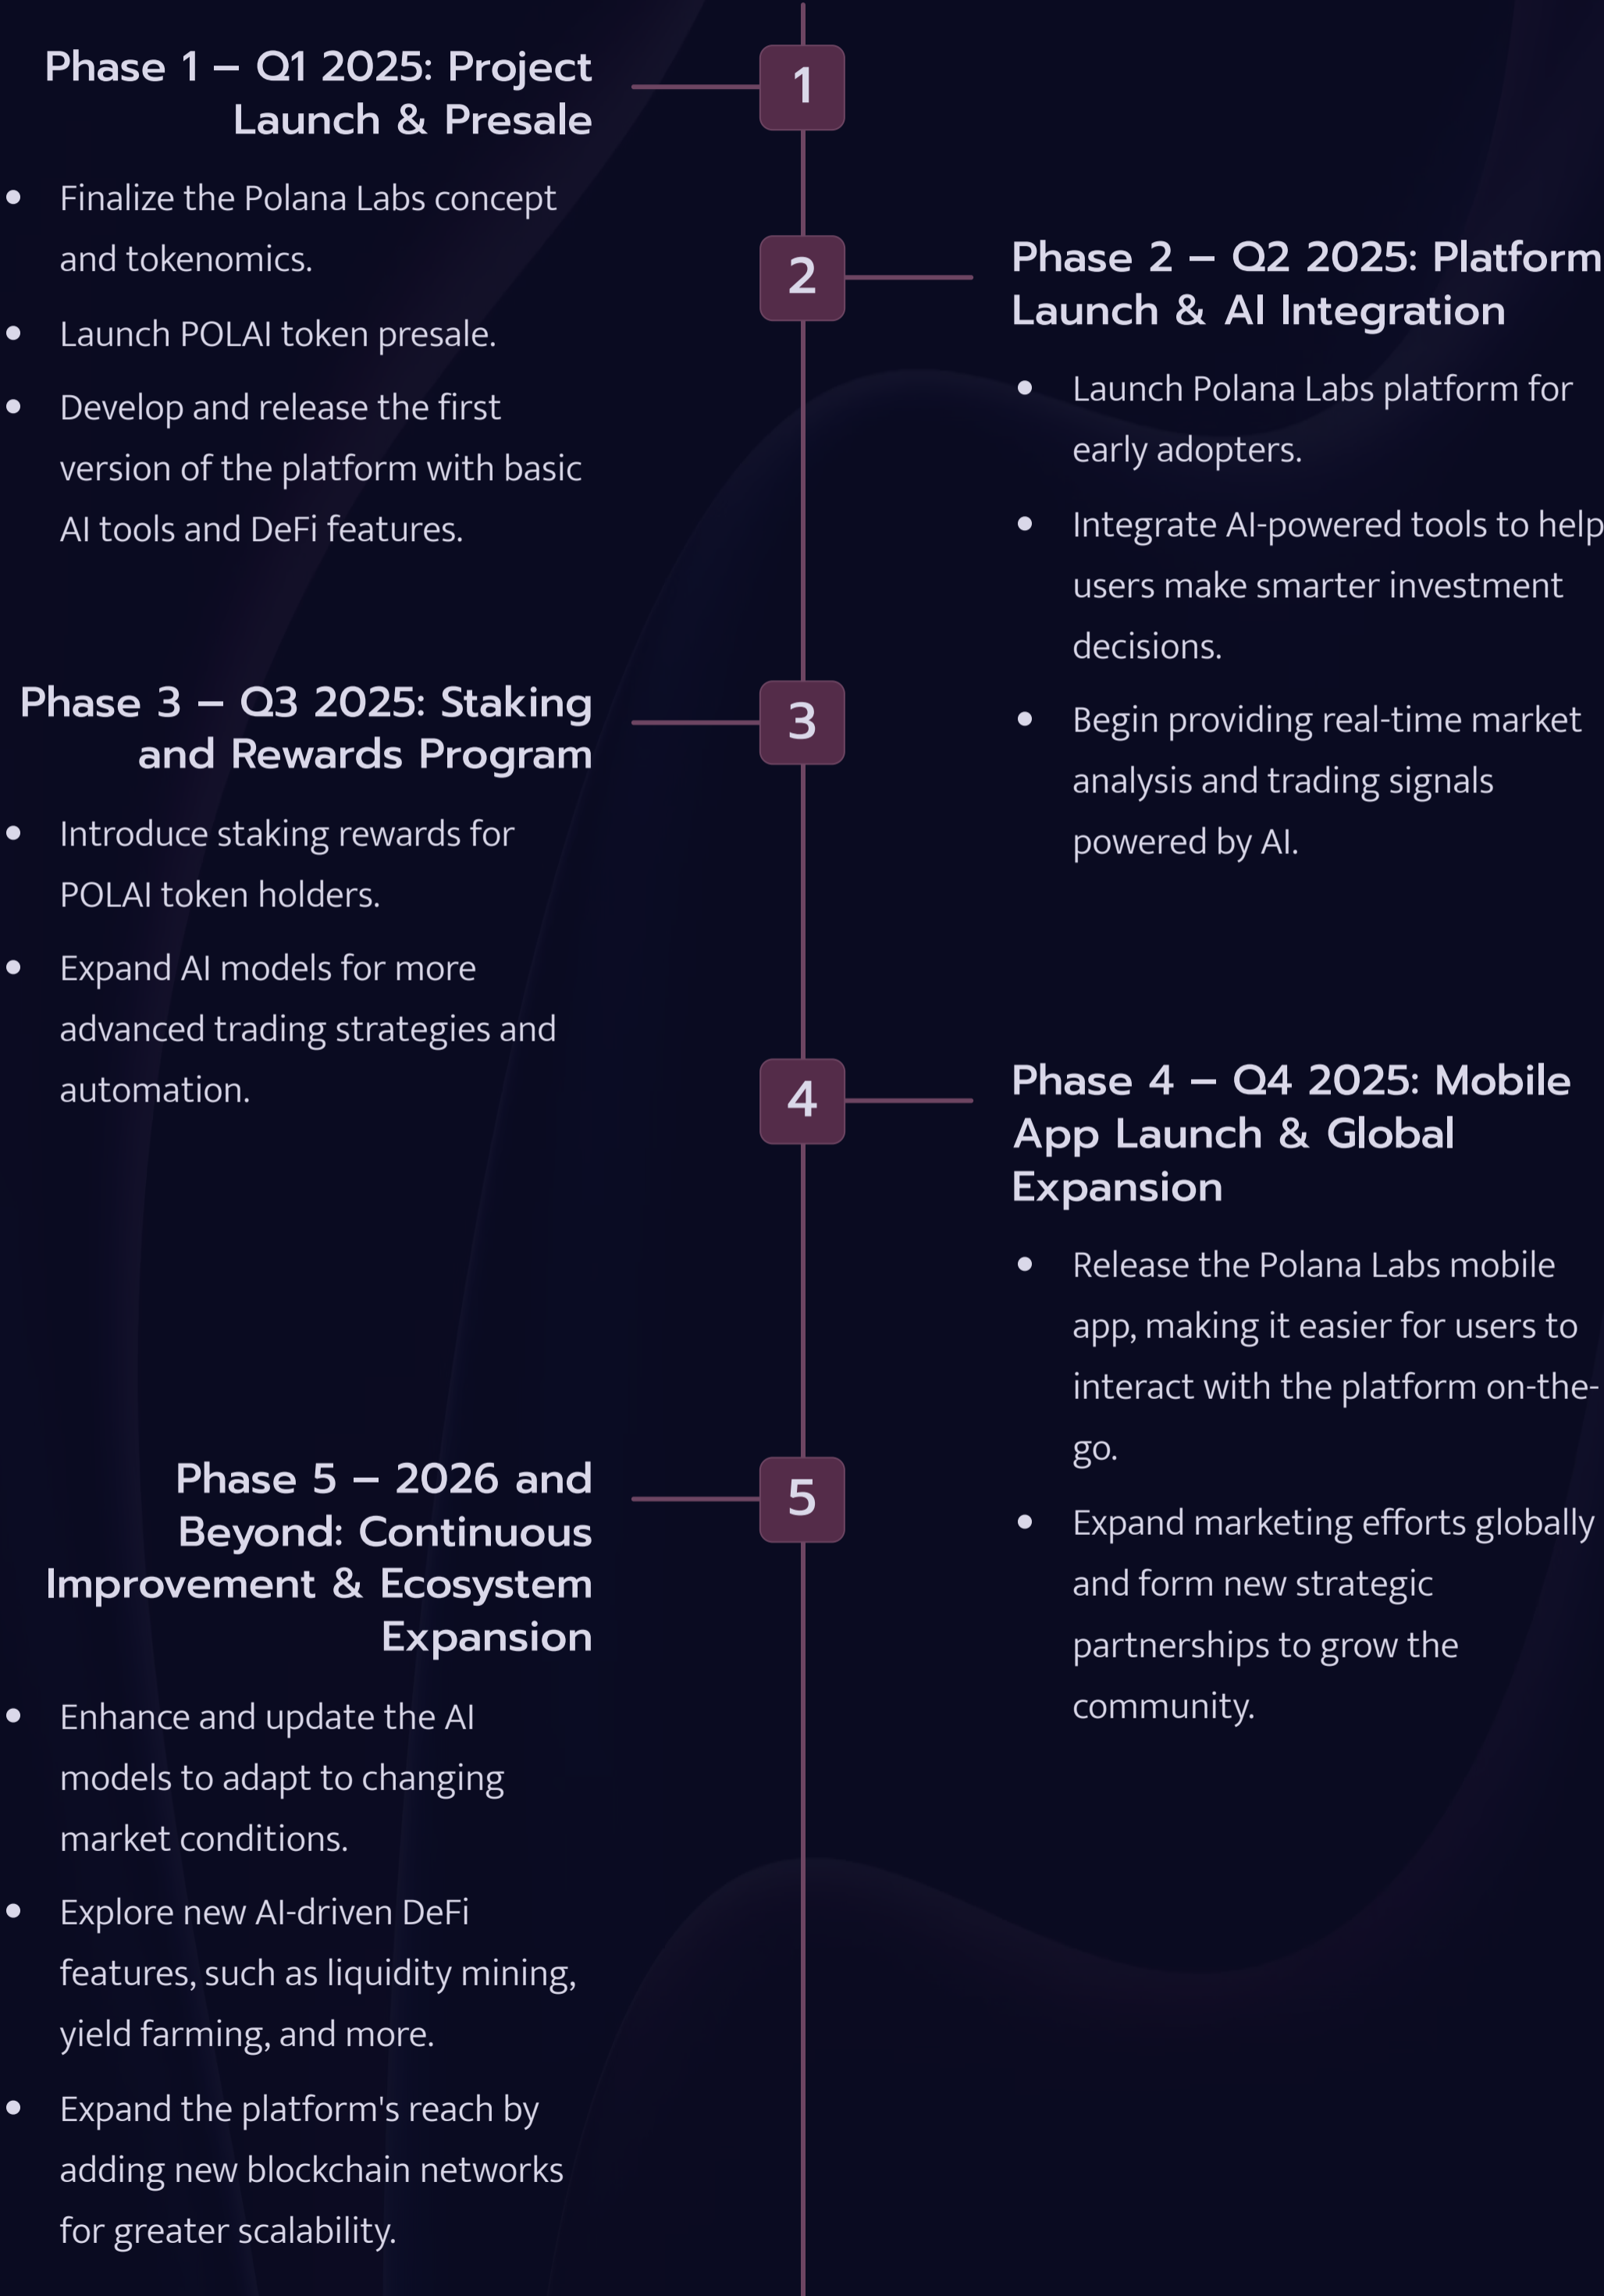 Phase 1 – Q1 2025: Project
Launch & Presale
1
Finalize the Polana Labs concept
and tokenomics.
Launch POLAI token presale.
Develop and release the first
version of the platform with basic
AI tools and DeFi features.
2
Phase 2 – Q2 2025: Platform
Launch & AI Integration
Launch Polana Labs platform for
early adopters.
Integrate AI-powered tools to help
users make smarter investment
decisions.
Begin providing real-time market
analysis and trading signals
powered by AI.
Phase 3 – Q3 2025: Staking
and Rewards Program
3
Introduce staking rewards for
POLAI token holders.
Expand AI models for more
advanced trading strategies and
automation.
4
Phase 4 – Q4 2025: Mobile
App Launch & Global
Expansion
Release the Polana Labs mobile
app, making it easier for users to
interact with the platform on-the-
go.
Expand marketing efforts globally
and form new strategic
partnerships to grow the
community.
Phase 5 – 2026 and
Beyond: Continuous
Improvement & Ecosystem
Expansion
5
Enhance and update the AI
models to adapt to changing
market conditions.
Explore new AI-driven DeFi
features, such as liquidity mining,
yield farming, and more.
Expand the platform's reach by
adding new blockchain networks
for greater scalability.